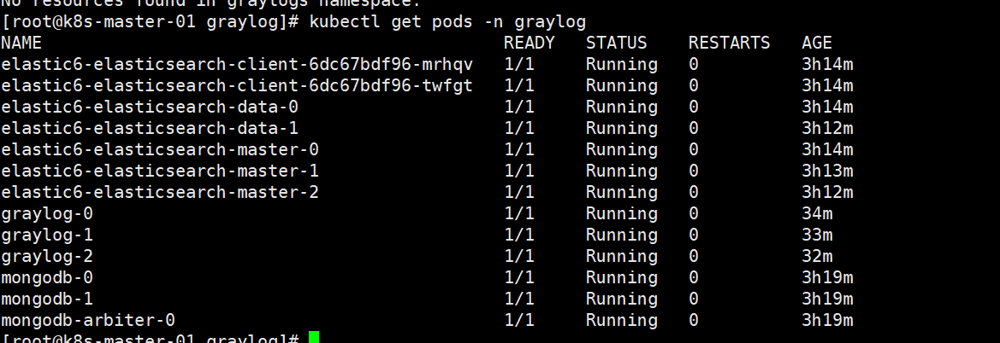 No resources found in graylogs namespace.
[root@k8s-master-01 graylog]# kubectl get pods -n graylog
NAME READY STATUS RESTARTS AGE
elastic6-elasticsearch-client-6dc67bdf96-mrhqv 1/1 Running 0 3h14m
elastic6-elasticsearch-client-6dc67bdf96-twfgt 1/1 Running 0 3h14m
elastic6-elasticsearch-data-0 1/1 Running 0 3h14m
elastic6-elasticsearch-data-1 1/1 Running 0 3h12m
elastic6-elasticsearch-master-0 1/1 Running 0 3h14m
elastic6-elasticsearch-master-1 1/1 Running 0 3h13m
elastic6-elasticsearch-master-2 1/1 Running 0 3h12m
graylog-0 1/1 Running 0 34m
graylog-1 1/1 Running 0 33m
graylog-2 1/1 Running 0 32m
mongodb-0 1/1 Running 0 3h19m
mongodb-1 1/1 Running 0 3h19m
mongodb-arbiter-0 1/1 Running 0 3h19m
[root@k8s-master-01 graylog]#